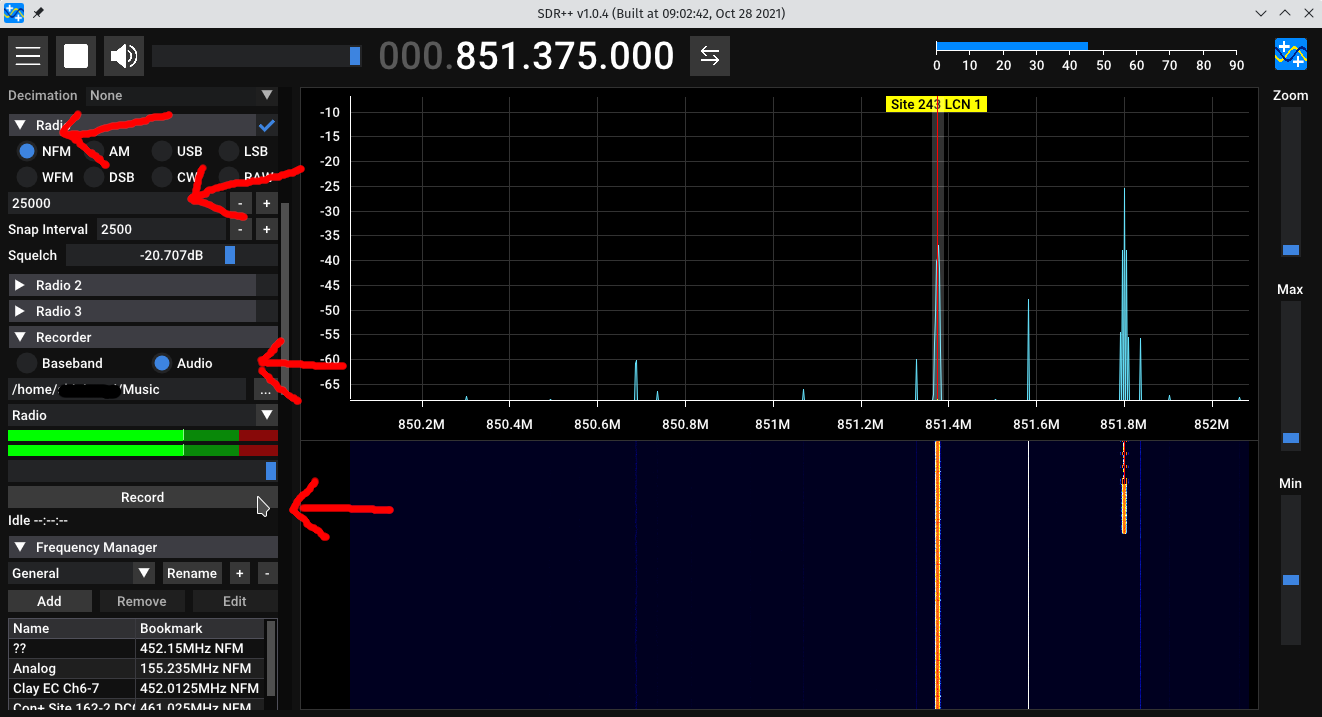 SDR++ v1.0.4 (Built at 09:02:42, Oct 28 2021)
000.851.375.000
0 10 20 30 40 50 60 70 80 90
Decimation None
Radio
NFM AM USB LSB
WFM DSB CW RAW
25000 - +
Snap Interval 2500 - +
Squelch -20.707dB
Radio 2
Radio 3
Recorder
Baseband Audio
/home/ /Music ...
Radio
Record
Idle --:--:--
Frequency Manager
General Rename + -
Add Remove Edit
Name Bookmark
?? 452.15MHz NFM
Analog 155.235MHz NFM
Clay EC Ch6-7 452.0125MHz NFM
Con+ Site 162-2 DCC 461.025MHz NFM
Site 243 LCN 1
-10
-15
-20
-25
-30
-35
-40
-45
-50
-55
-60
-65
850.2M 850.4M 850.6M 850.8M 851M 851.2M 851.4M 851.6M 851.8M 852M
Zoom
Max
Min